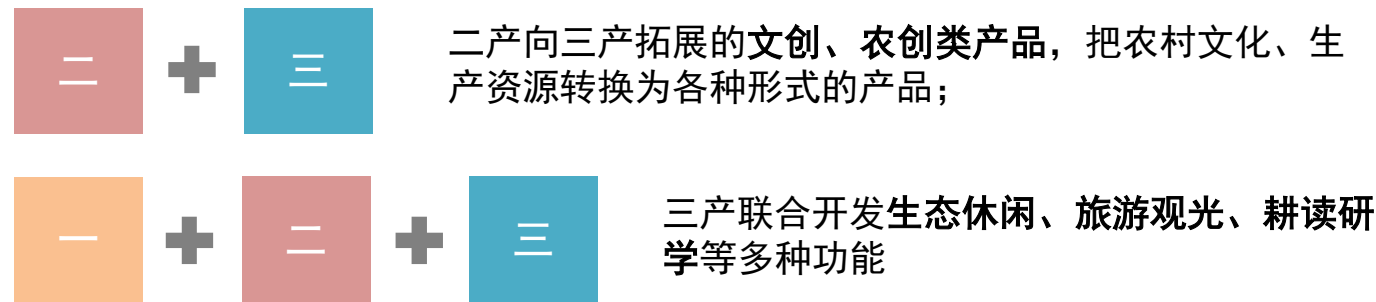 二 + 三
二产向三产拓展的文创、农创类产品，把农村文化、生
产资源转换为各种形式的产品；
一 + 二 + 三
三产联合开发生态休闲、旅游观光、耕读研
学等多种功能